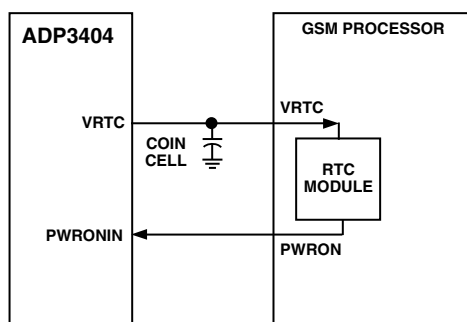 ADP3404
GSM PROCESSOR
VRTC
VRTC
COIN
CELL
RTC
MODULE
PWRONIN
PWRON